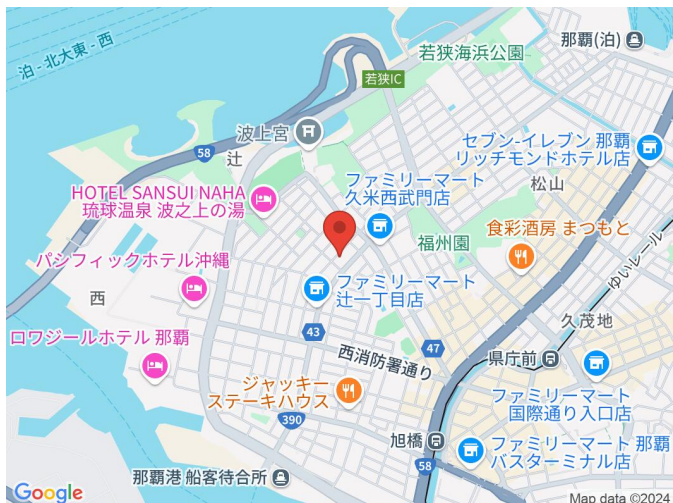 那覇(泊)
若狭海浜公園
泊 - 北大東 - 西
若狭IC
波上宮
セブン-イレブン 那覇
リッチモンドホテル店
58
辻
松山
HOTEL SANSUI NAHA
琉球温泉 波之上の湯
ファミリーマート
久米西武門店
福州園
食彩酒房 まつもと
ゆいレール
パシフィックホテル沖縄
西
ファミリーマート
辻一丁目店
久茂地
43
47
ロワジールホテル 那覇
西消防署通り
県庁前
ジャッキー
ステーキハウス
ファミリーマート
国際通り入口店
390
旭橋
ファミリーマート 那覇
バスターミナル店
58
那覇港 船客待合所
Google
Map data ©2024